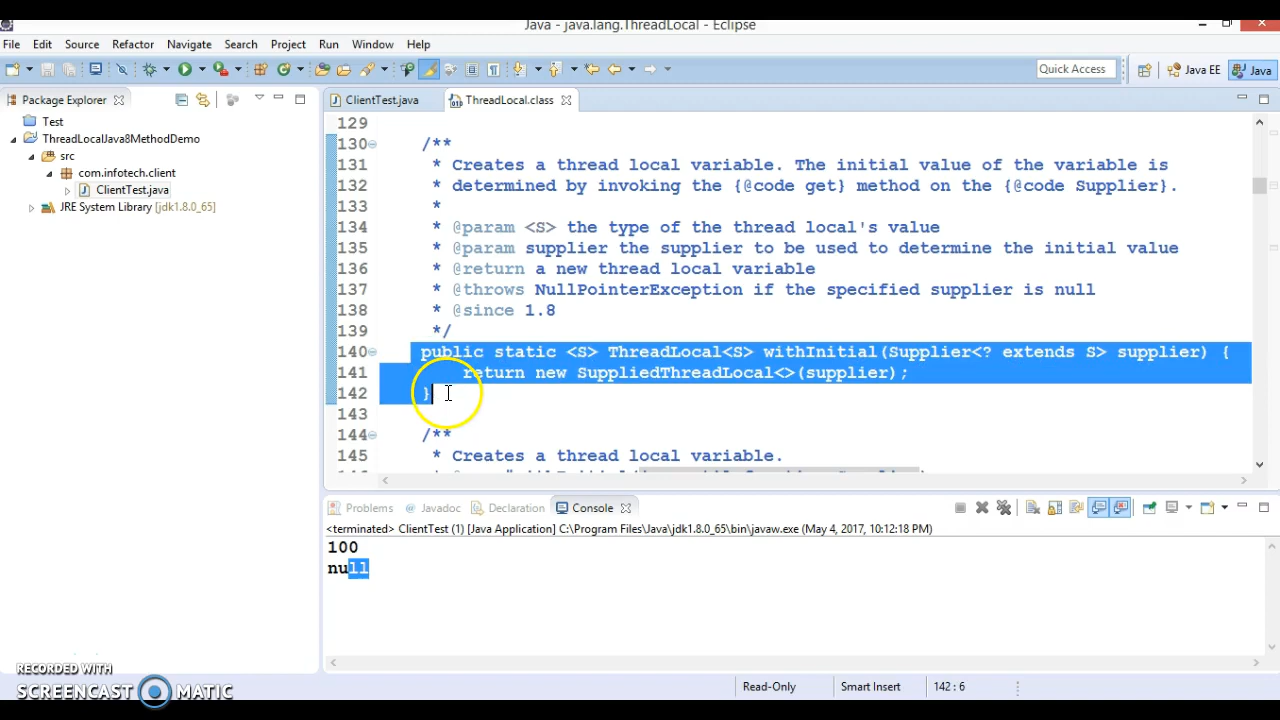 Java - java.lang.ThreadLocal - Eclipse
File Edit Source Refactor Navigate Search Project Run Window Help
Quick Access Java EE Java
Package Explorer
Test
ThreadLocalJava8MethodDemo
src
com.infotech.client
ClientTest.java
JRE System Library [jdk1.8.0_65]
ClientTest.java ThreadLocal.class
129
130 /**
131 * Creates a thread local variable. The initial value of the variable is
132 * determined by invoking the {@code get} method on the {@code Supplier}.
133 *
134 * @param <S> the type of the thread local's value
135 * @param supplier the supplier to be used to determine the initial value
136 * @return a new thread local variable
137 * @throws NullPointerException if the specified supplier is null
138 * @since 1.8
139 */
140 public static <S> ThreadLocal<S> withInitial(Supplier<? extends S> supplier) {
141 return new SuppliedThreadLocal<>(supplier);
142 }
143
144 /**
145 * Creates a thread local variable.
Problems Javadoc Declaration Console
<terminated> ClientTest (1) [Java Application] C:\Program Files\Java\jdk1.8.0_65\bin\javaw.exe (May 4, 2017, 10:12:18 PM)
100
null
Read-Only Smart Insert 142 : 6
RECORDED WITH
SCREENCAST MATIC